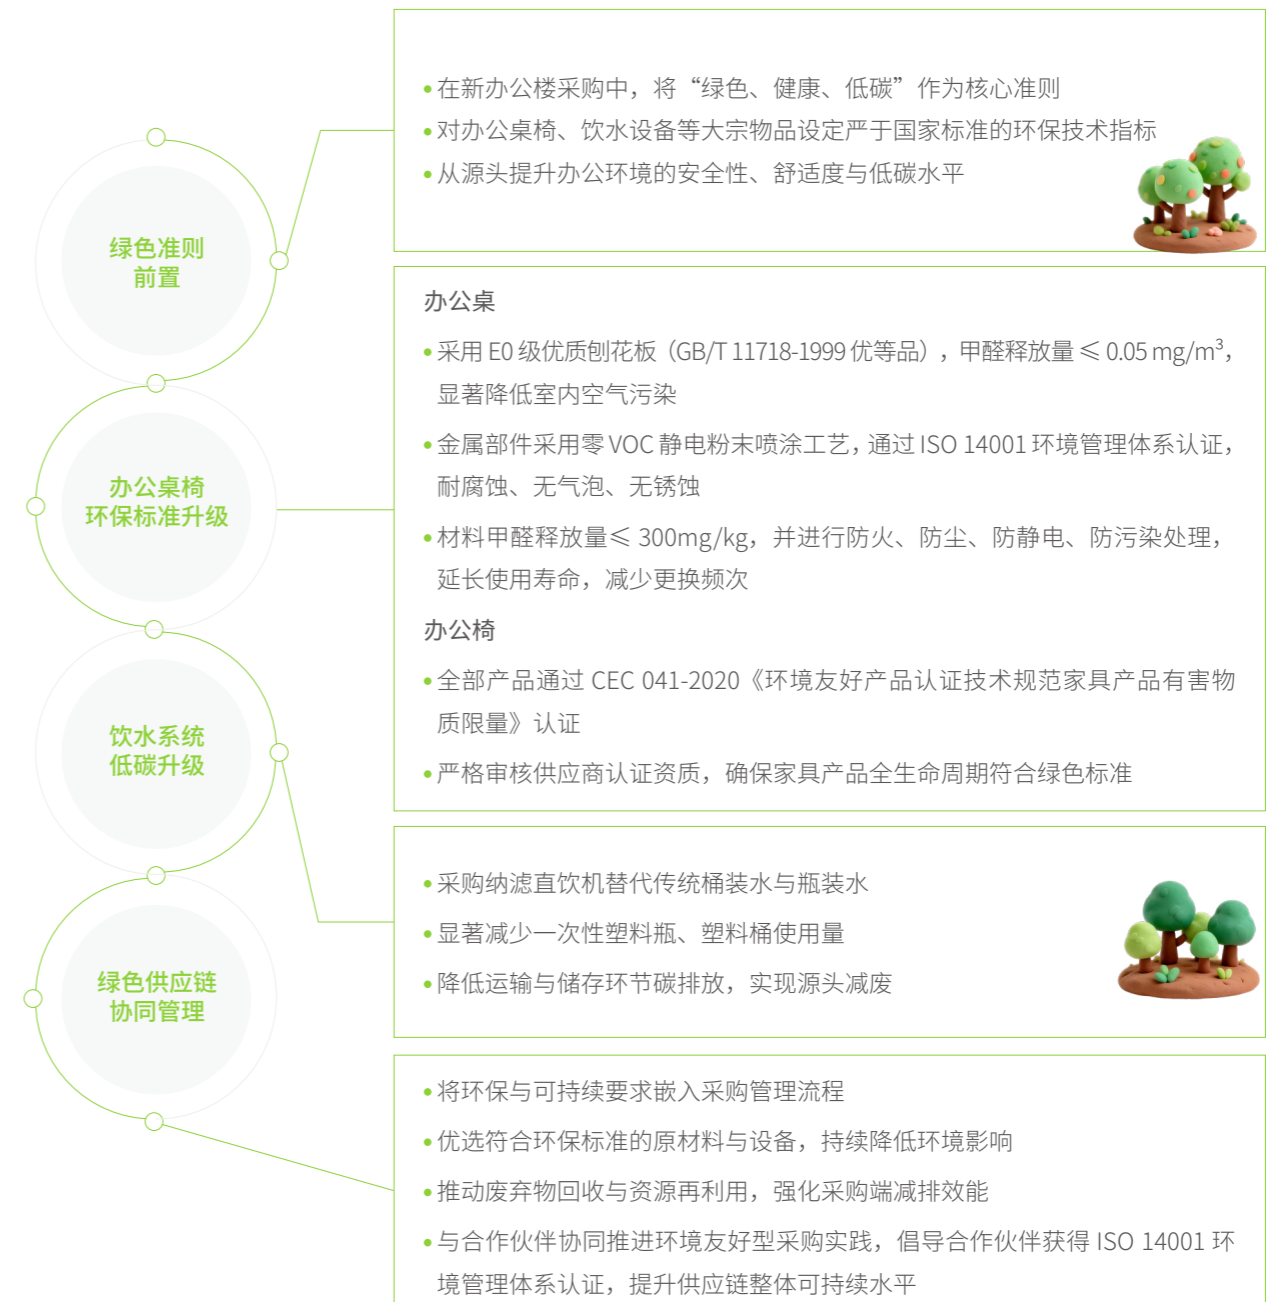 绿色准则
前置
• 在新办公楼采购中，将“绿色、健康、低碳”作为核心准则
• 对办公桌椅、饮水设备等大宗物品设定严于国家标准的环保技术指标
• 从源头提升办公环境的安全性、舒适度与低碳水平
办公桌椅
环保标准升级
办公桌
• 采用 E0 级优质刨花板（GB/T 11718-1999 优等品），甲醛释放量 ≤ 0.05 mg/m³，
显著降低室内空气污染
• 金属部件采用零 VOC 静电粉末喷涂工艺，通过 ISO 14001 环境管理体系认证，
耐腐蚀、无气泡、无锈蚀
• 材料甲醛释放量≤ 300mg/kg，并进行防火、防尘、防静电、防污染处理，
延长使用寿命，减少更换频次
办公椅
• 全部产品通过 CEC 041-2020《环境友好产品认证技术规范家具产品有害物
质限量》认证
• 严格审核供应商认证资质，确保家具产品全生命周期符合绿色标准
饮水系统
低碳升级
• 采购纳滤直饮机替代传统桶装水与瓶装水
• 显著减少一次性塑料瓶、塑料桶使用量
• 降低运输与储存环节碳排放，实现源头减废
绿色供应链
协同管理
• 将环保与可持续要求嵌入采购管理流程
• 优选符合环保标准的原材料与设备，持续降低环境影响
• 推动废弃物回收与资源再利用，强化采购端减排效能
• 与合作伙伴协同推进环境友好型采购实践，倡导合作伙伴获得 ISO 14001 环
境管理体系认证，提升供应链整体可持续水平